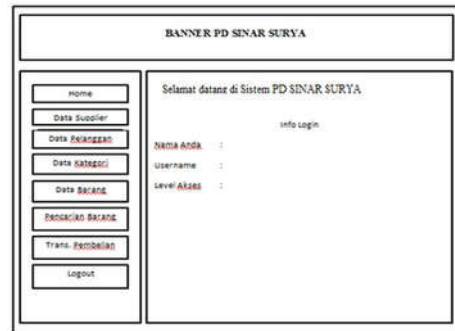 BANNER PD SINAR SURYA
Home
Data Supplier
Data Pelanggan
Data Kategori
Data Barang
Pencarian Barang
Trans. Pembelian
Logout
Selamat datang di Sistem PD SINAR SURYA
Info Login
Nama Anda :
Username :
Level Akses :